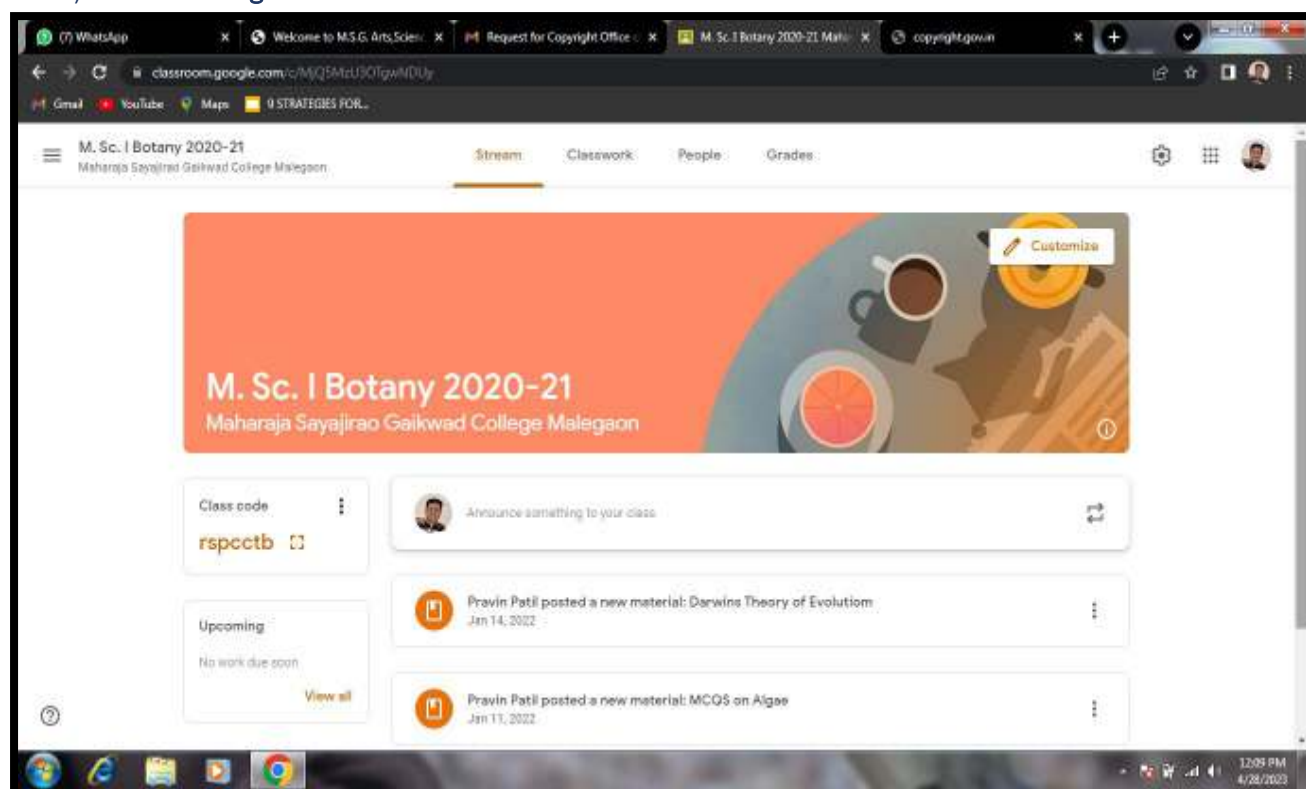 (7) WhatsApp
Welcome to M.S.G. Arts,Scienc
Request for Copyright Office
M. Sc. I Botany 2020-21 Maha
copyright.gov.in
classroom.google.com
Gmail
YouTube
Maps
9 STRATEGIES FOR...
M. Sc. I Botany 2020-21
Maharaja Sayajirao Gaikwad College Malegaon
Stream
Classwork
People
Grades
Customize
M. Sc. I Botany 2020-21
Maharaja Sayajirao Gaikwad College Malegaon
Class code
rspcctb
Announce something to your class
Pravin Patil posted a new material: Darwins Theory of Evolutiom
Jan 14, 2022
Upcoming
No work due soon
View all
Pravin Patil posted a new material: MCQS on Algae
Jan 11, 2022
12:09 PM
4/28/2023